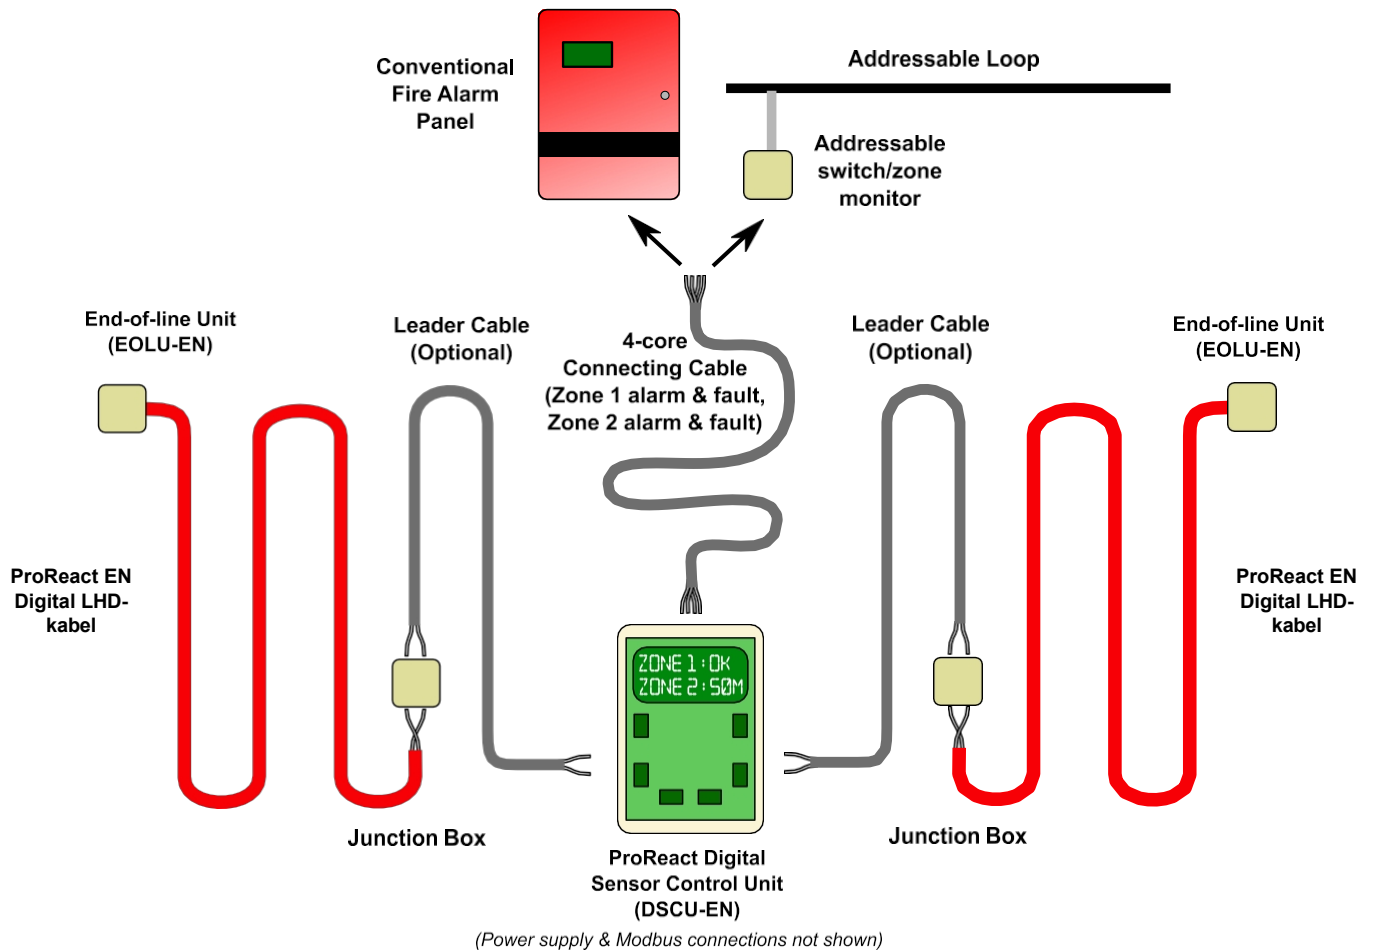 Conventional
Fire Alarm
Panel
Addressable Loop
Addressable
switch/zone
monitor
End-of-line Unit
(EOLU-EN)
Leader Cable
(Optional)
4-core
Connecting Cable
(Zone 1 alarm & fault,
Zone 2 alarm & fault)
Leader Cable
(Optional)
End-of-line Unit
(EOLU-EN)
ProReact EN
Digital LHD-
kabel
ProReact EN
Digital LHD-
kabel
ZONE 1: OK
ZONE 2: 50M
Junction Box
Junction Box
ProReact Digital
Sensor Control Unit
(DSCU-EN)
(Power supply & Modbus connections not shown)